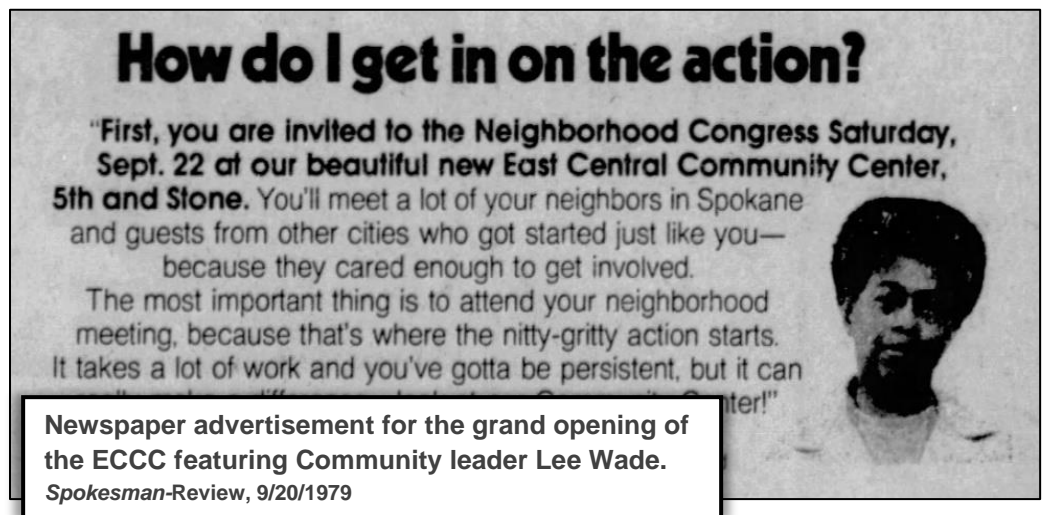 How do I get in on the action?
"First, you are invited to the Neighborhood Congress Saturday,
Sept. 22 at our beautiful new East Central Community Center,
5th and Stone. You'll meet a lot of your neighbors in Spokane
and guests from other cities who got started just like you—
because they cared enough to get involved.
The most important thing is to attend your neighborhood
meeting, because that's where the nitty-gritty action starts.
It takes a lot of work and you've gotta be persistent, but it can
nter!"
Newspaper advertisement for the grand opening of
the ECCC featuring Community leader Lee Wade.
Spokesman-Review, 9/20/1979